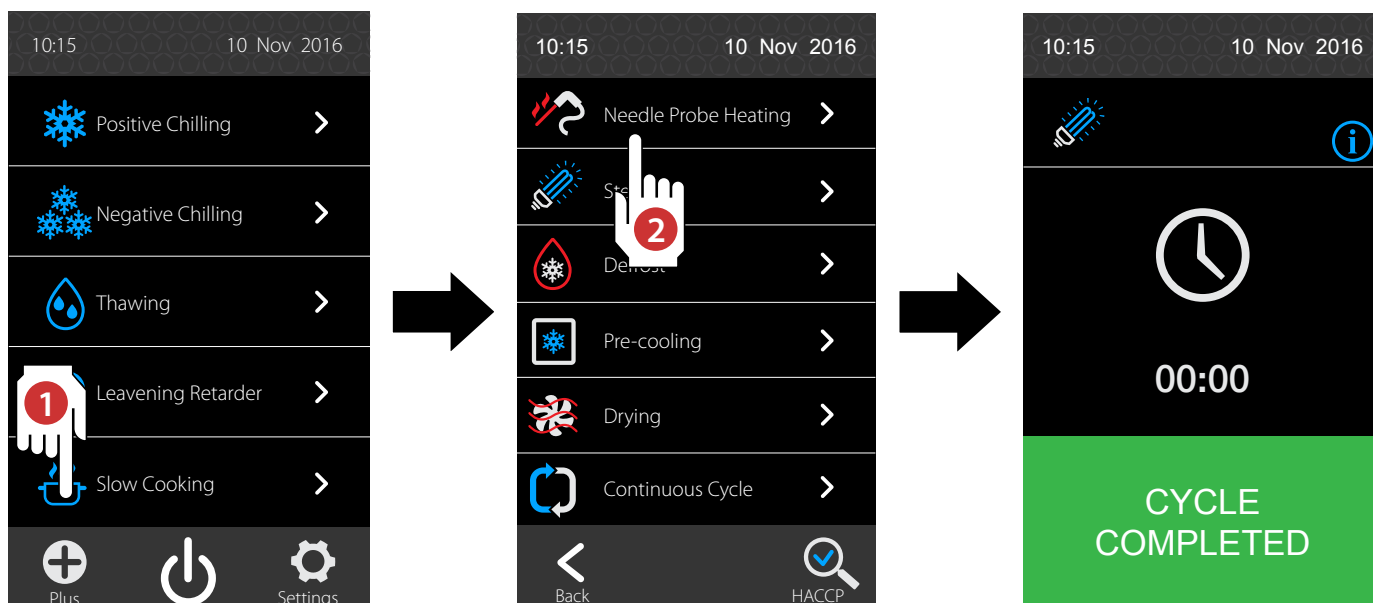 10:15 10 Nov 2016
Positive Chilling
Negative Chilling
Thawing
Leavening Retarder
Slow Cooking
Plus
Settings
1
10:15 10 Nov 2016
Needle Probe Heating
2
Defrost
Pre-cooling
Drying
Continuous Cycle
Back
HACCP
10:15 10 Nov 2016
i
00:00
CYCLE
COMPLETED